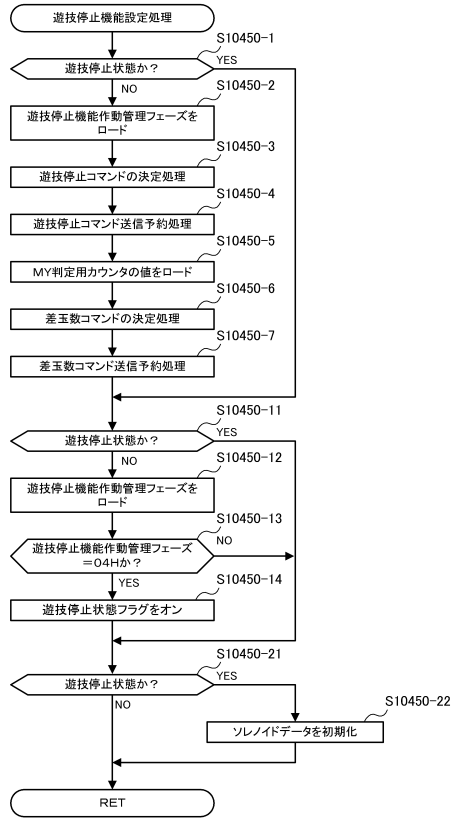 遊技停止機能設定処理
S10450-1
遊技停止状態か？
YES
NO
S10450-2
遊技停止機能作動管理フェーズを
ロード
S10450-3
遊技停止コマンドの決定処理
S10450-4
遊技停止コマンド送信予約処理
S10450-5
ＭＹ判定用カウンタの値をロード
S10450-6
差玉数コマンドの決定処理
S10450-7
差玉数コマンド送信予約処理
S10450-11
遊技停止状態か？
YES
NO
S10450-12
遊技停止機能作動管理フェーズを
ロード
S10450-13
遊技停止機能作動管理フェーズ
＝０４Ｈか？
NO
YES
S10450-14
遊技停止状態フラグをオン
S10450-21
遊技停止状態か？
YES
NO
S10450-22
ソレノイドデータを初期化
ＲＥＴ